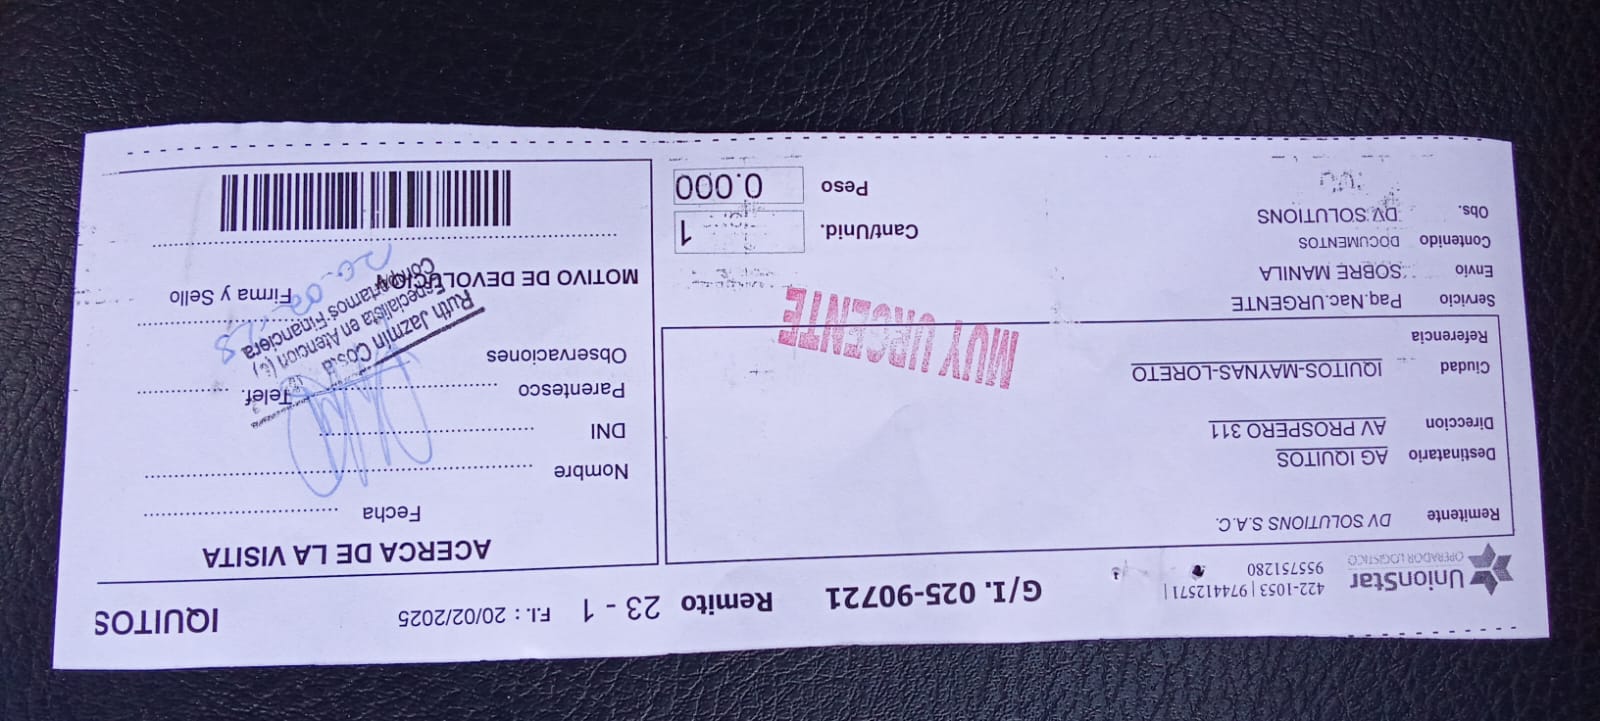 UnionStar
OPERADOR LOGISTICO
422-1053 | 974412571 |
955751280
G/I. 025-90721 Remito 23 - 1 F.I. : 20/02/2025 IQUITOS
Remitente DV SOLUTIONS S.A.C.
Destinatario AG IQUITOS
Direccion AV PROSPERO 311
Ciudad IQUITOS-MAYNAS-LORETO
Referencia
MUY URGENTE
Servicio Paq.Nac.URGENTE
Envio SOBRE MANILA
Contenido DOCUMENTOS
Obs. DV SOLUTIONS
Cant/Unid. 1
Peso 0.000
ACERCA DE LA VISITA
Fecha
Nombre
DNI
Parentesco Telef.
Observaciones
Firma y Sello
MOTIVO DE DEVOLUCION
Ruth Jazmin
Especialista en Atención
Compartamos Financiera